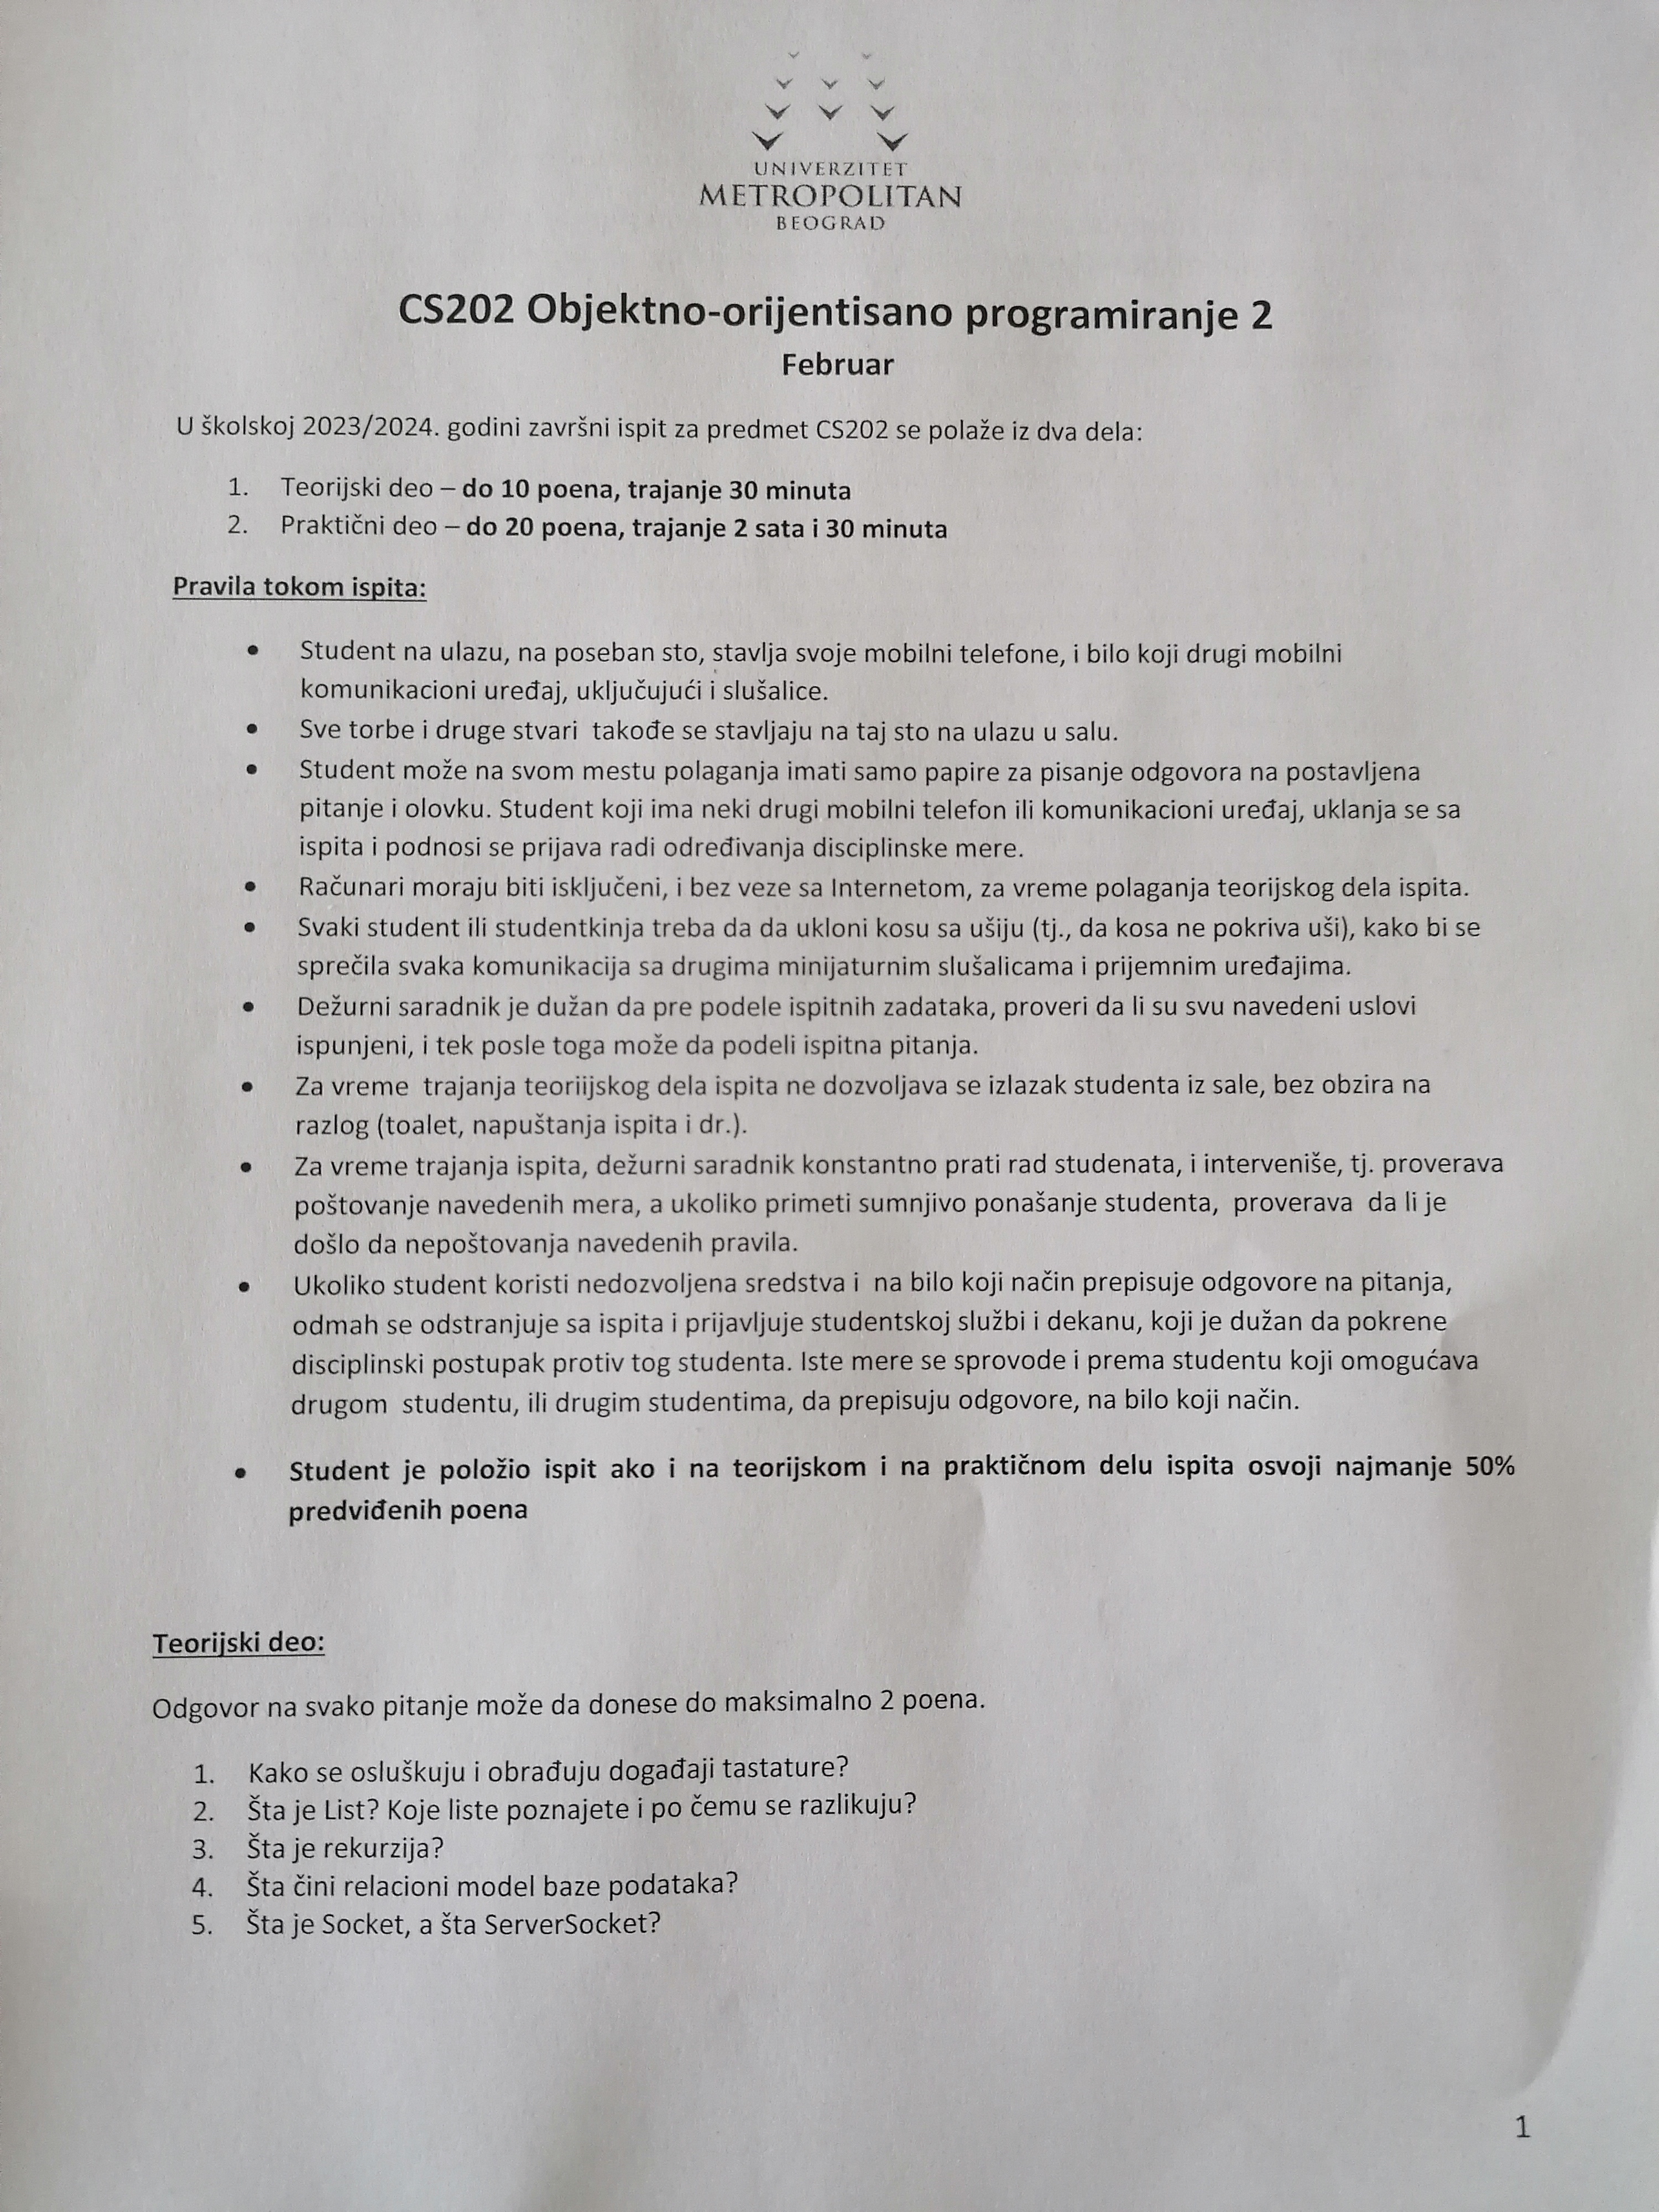 UNIVERZITET
METROPOLITAN
BEOGRAD
CS202 Objektno-orijentisano programiranje 2
Februar
U školskoj 2023/2024. godini završni ispit za predmet CS202 se polaže iz dva dela:
1. Teorijski deo – do 10 poena, trajanje 30 minuta
2. Praktični deo – do 20 poena, trajanje 2 sata i 30 minuta
Pravila tokom ispita:
• Student na ulazu, na poseban sto, stavlja svoje mobilni telefone, i bilo koji drugi mobilni
komunikacioni uređaj, uključujući i slušalice.
• Sve torbe i druge stvari  takođe se stavljaju na taj sto na ulazu u salu.
• Student može na svom mestu polaganja imati samo papire za pisanje odgovora na postavljena
pitanje i olovku. Student koji ima neki drugi mobilni telefon ili komunikacioni uređaj, uklanja se sa
ispita i podnosi se prijava radi određivanja disciplinske mere.
• Računari moraju biti isključeni, i bez veze sa Internetom, za vreme polaganja teorijskog dela ispita.
• Svaki student ili studentkinja treba da da ukloni kosu sa ušiju (tj., da kosa ne pokriva uši), kako bi se
sprečila svaka komunikacija sa drugima minijaturnim slušalicama i prijemnim uređajima.
• Dežurni saradnik je dužan da pre podele ispitnih zadataka, proveri da li su svu navedeni uslovi
ispunjeni, i tek posle toga može da podeli ispitna pitanja.
• Za vreme  trajanja teoriijskog dela ispita ne dozvoljava se izlazak studenta iz sale, bez obzira na
razlog (toalet, napuštanja ispita i dr.).
• Za vreme trajanja ispita, dežurni saradnik konstantno prati rad studenata, i interveniše, tj. proverava
poštovanje navedenih mera, a ukoliko primeti sumnjivo ponašanje studenta,  proverava  da li je
došlo da nepoštovanja navedenih pravila.
• Ukoliko student koristi nedozvoljena sredstva i  na bilo koji način prepisuje odgovore na pitanja,
odmah se odstranjuje sa ispita i prijavljuje studentskoj službi i dekanu, koji je dužan da pokrene
disciplinski postupak protiv tog studenta. Iste mere se sprovode i prema studentu koji omogućava
drugom  studentu, ili drugim studentima, da prepisuju odgovore, na bilo koji način.
• Student je položio ispit ako i na teorijskom i na praktičnom delu ispita osvoji najmanje 50%
predviđenih poena
Teorijski deo:
Odgovor na svako pitanje može da donese do maksimalno 2 poena.
1. Kako se osluškuju i obrađuju događaji tastature?
2. Šta je List? Koje liste poznajete i po čemu se razlikuju?
3. Šta je rekurzija?
4. Šta čini relacioni model baze podataka?
5. Šta je Socket, a šta ServerSocket?
1